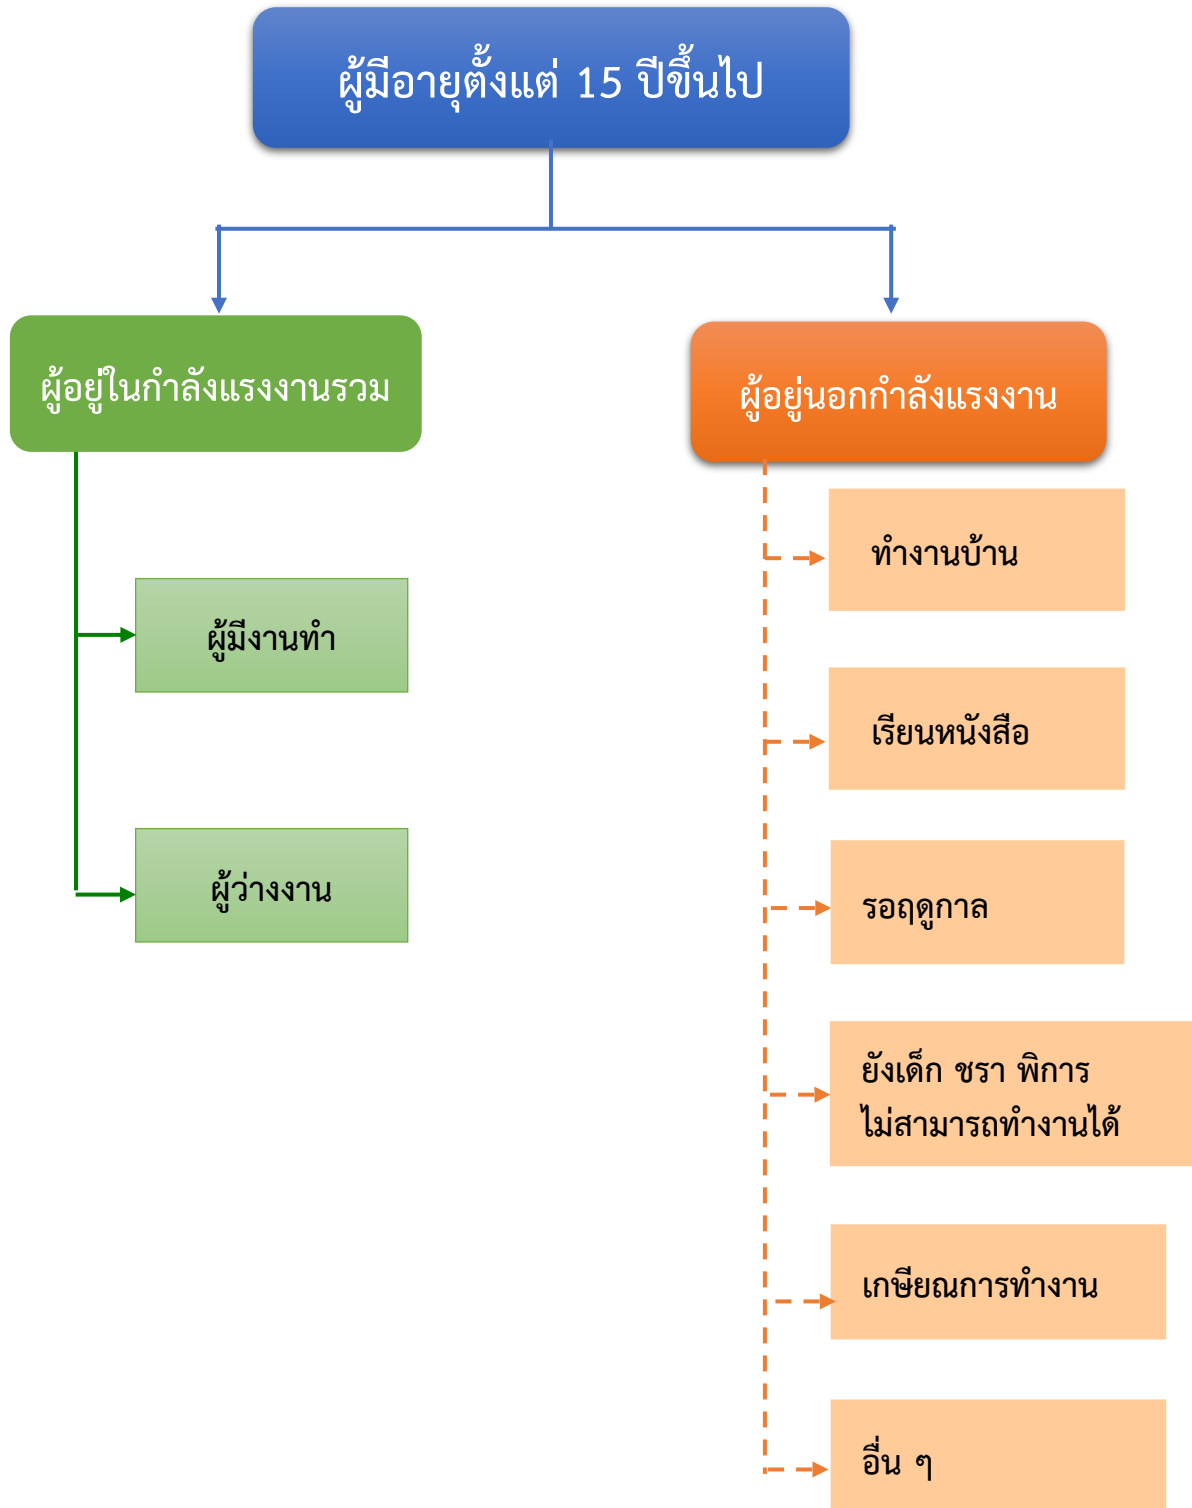 ผู้มีอายุตั้งแต่ 15 ปีขึ้นไป
ผู้อยู่ในกำลังแรงงานรวม
ผู้มีงานทำ
ผู้ว่างงาน
ผู้อยู่นอกกำลังแรงงาน
ทำงานบ้าน
เรียนหนังสือ
รอฤดูกาล
ยังเด็ก ชรา พิการ
ไม่สามารถทำงานได้
เกษียณการทำงาน
อื่น ๆ